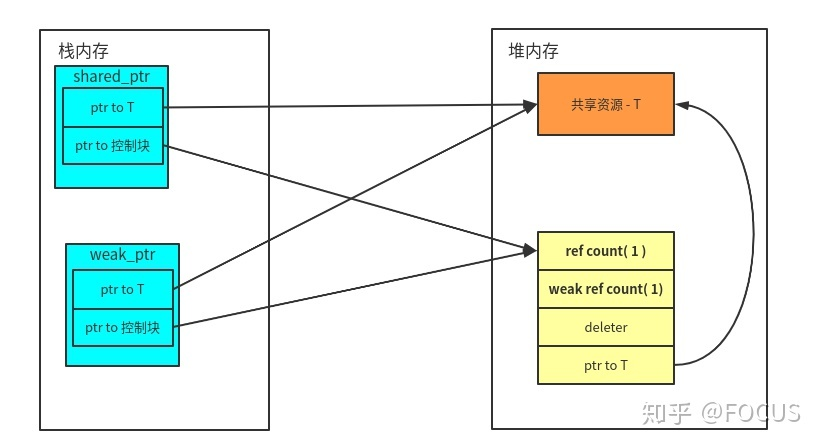 栈内存
shared_ptr
ptr to T
ptr to 控制块
weak_ptr
ptr to T
ptr to 控制块
堆内存
共享资源 - T
ref count( 1 )
weak ref count( 1)
deleter
ptr to T
知乎 @FOCUS